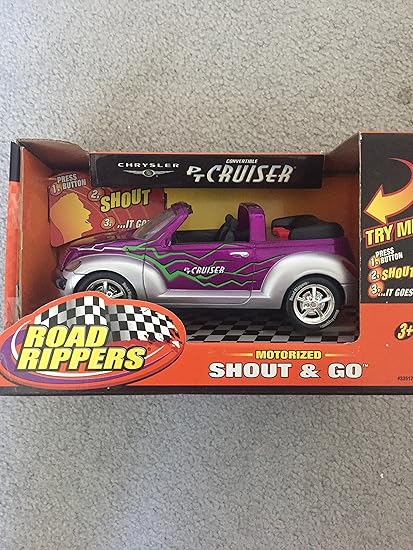 CHRYSLER
CONVERTIBLE
PT CRUISER
1. PRESS BUTTON
2. SHOUT
3. ...IT GOES
PT CRUISER
TRY ME
1. PRESS BUTTON
2. SHOUT
3. ...IT GOES
3+
ROAD RIPPERS
MOTORIZED
SHOUT & GO™